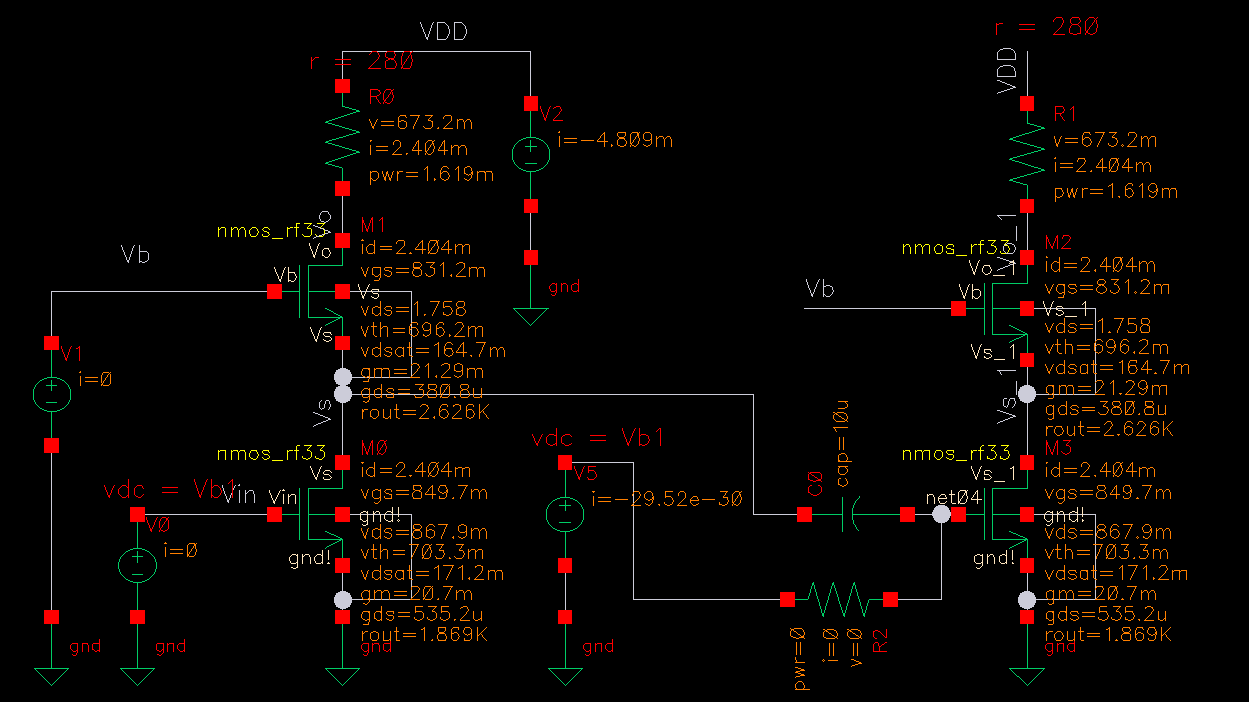 VDD
r = 280
R0
v=673.2m
i=2.404m
pwr=1.619m
V2
i=-4.809m
gnd
Vo
nmos_rf33
M1
Vo
id=2.404m
vgs=831.2m
Vb
Vb
Vs
vds=1.758
vth=696.2m
Vs
vdsat=164.7m
gm=21.29m
gds=380.8u
rout=2.626K
V1
i=0
gnd
Vs
nmos_rf33
M0
Vs
id=2.404m
vgs=849.7m
vdc = Vb1
Vin
Vin
gnd!
V0
i=0
gnd
vds=867.9m
vth=703.3m
gnd!
vdsat=171.2m
gm=20.7m
gds=535.2u
rout=1.869K
gnd
vdc = Vb1
V5
i=-29.52e-30
gnd
C0
cap=10u
net04
pwr=0
i=0
v=0
R2
r = 280
VDD
R1
v=673.2m
i=2.404m
pwr=1.619m
Vo_1
nmos_rf33
M2
Vo_1
id=2.404m
vgs=831.2m
Vb
Vb
Vs_1
vds=1.758
vth=696.2m
Vs_1
vdsat=164.7m
gm=21.29m
gds=380.8u
rout=2.626K
Vs_1
nmos_rf33
M3
Vs_1
id=2.404m
vgs=849.7m
gnd!
vds=867.9m
vth=703.3m
gnd!
vdsat=171.2m
gm=20.7m
gds=535.2u
rout=1.869K
gnd